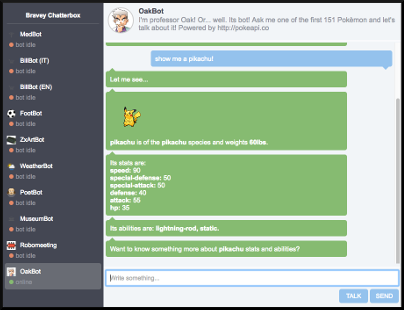 Bravey Chatterbox
MedBot
bot idle
BillBot (IT)
bot idle
BillBot (EN)
bot idle
FootBot
bot idle
ZxArtBot
bot idle
WeatherBot
bot idle
PoetBot
bot idle
MuseumBot
bot idle
Robomeeting
bot idle
OakBot
online
OakBot
I'm professor Oak! Or... well. Its bot! Ask me one of the first 151 Pokémon and let's
talk about it! Powered by http://pokeapi.co
show me a pikachu!
Let me see...
pikachu is of the pikachu species and weights 60lbs.
Its stats are:
speed: 90
special-defense: 50
special-attack: 50
defense: 40
attack: 55
hp: 35
Its abilities are: lightning-rod, static.
Want to know something more about pikachu stats and abilities?
Write something...
TALK
SEND